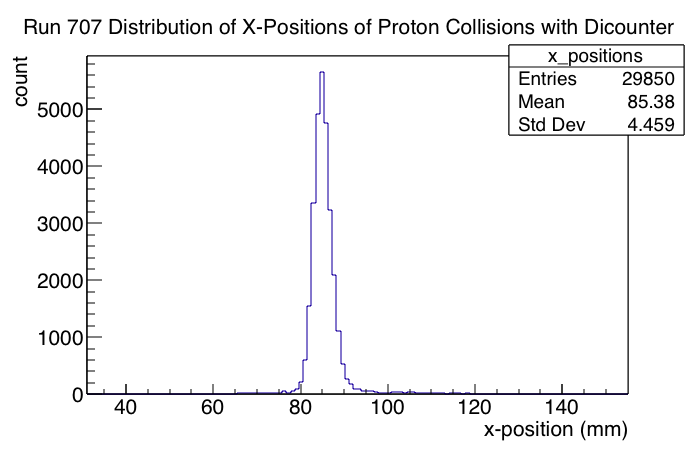 Run 707 Distribution of X-Positions of Proton Collisions with Dicounter
x_positions
Entries 29850
Mean 85.38
Std Dev 4.459
count
5000
4000
3000
2000
1000
0
40 60 80 100 120 140
x-position (mm)